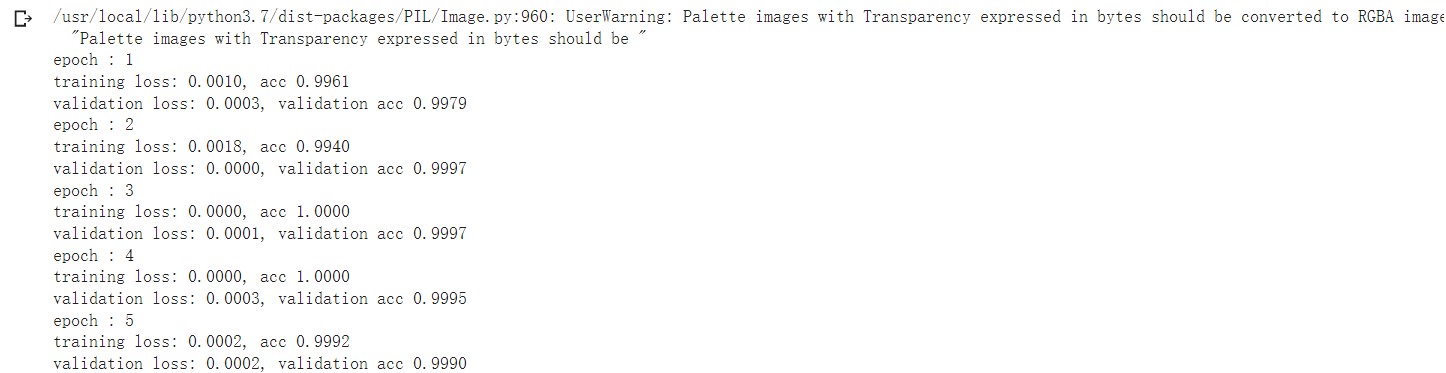 /usr/local/lib/python3.7/dist-packages/PIL/Image.py:960: UserWarning: Palette images with Transparency expressed in bytes should be converted to RGBA image
"Palette images with Transparency expressed in bytes should be "
epoch : 1
training loss: 0.0010, acc 0.9961
validation loss: 0.0003, validation acc 0.9979
epoch : 2
training loss: 0.0018, acc 0.9940
validation loss: 0.0000, validation acc 0.9997
epoch : 3
training loss: 0.0000, acc 1.0000
validation loss: 0.0001, validation acc 0.9997
epoch : 4
training loss: 0.0000, acc 1.0000
validation loss: 0.0003, validation acc 0.9995
epoch : 5
training loss: 0.0002, acc 0.9992
validation loss: 0.0002, validation acc 0.9990